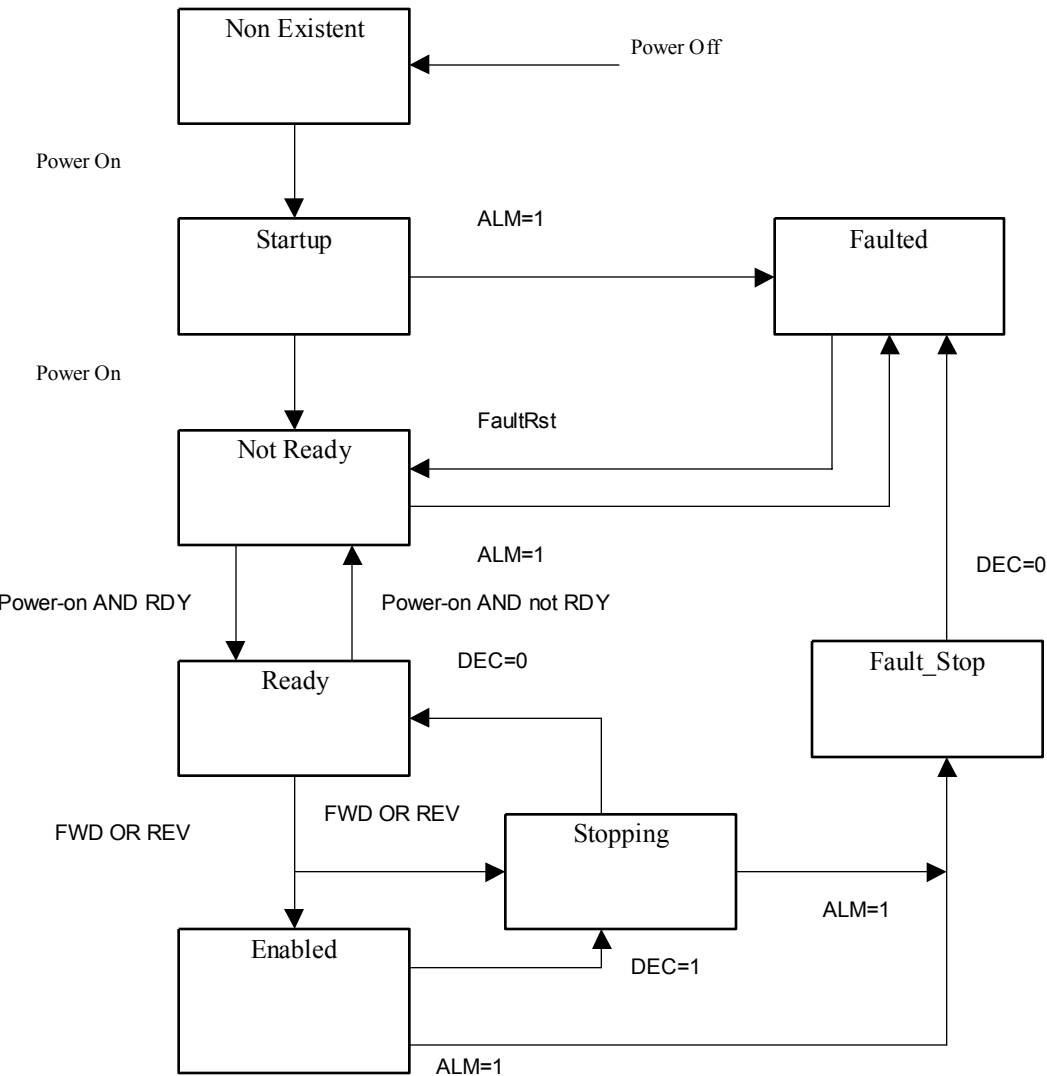 Non Existent
Power Off
Power On
Startup
ALM=1
Faulted
Power On
Not Ready
FaultRst
ALM=1
DEC=0
Power-on AND RDY
Power-on AND not RDY
Ready
DEC=0
Fault_Stop
FWD OR REV
FWD OR REV
Stopping
ALM=1
Enabled
DEC=1
ALM=1